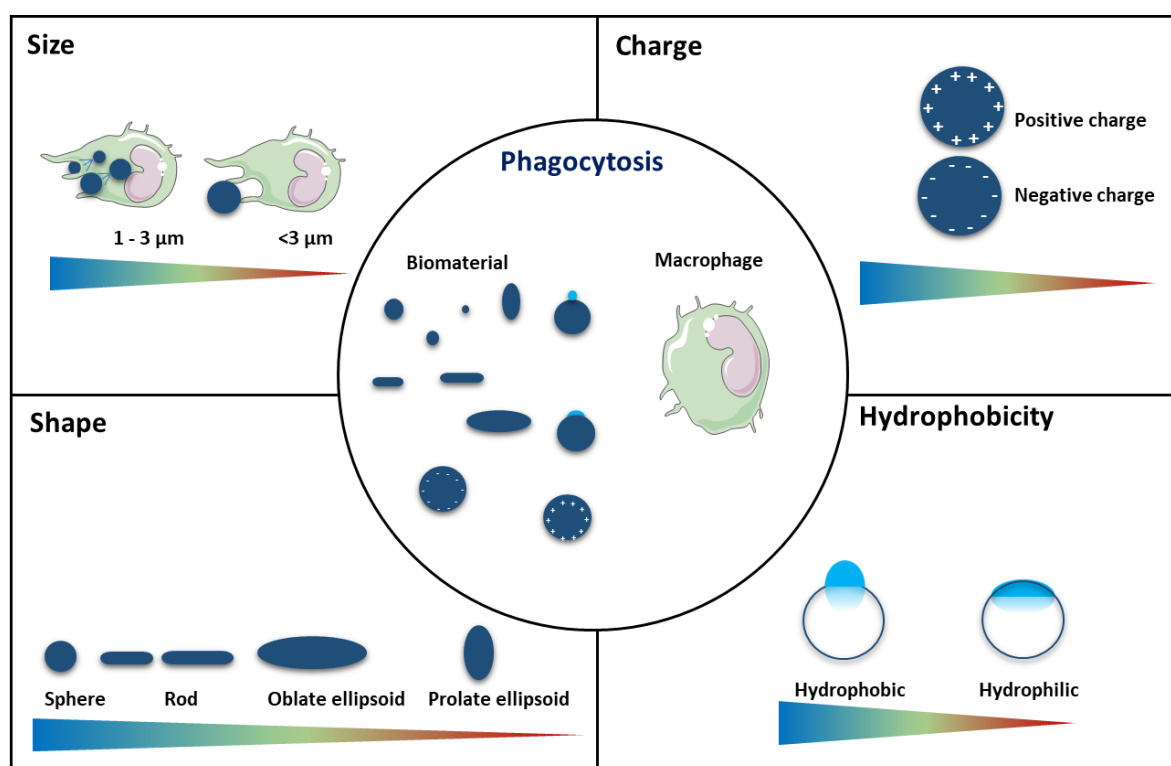 Size
1 - 3 µm
<3 µm
Charge
Positive charge
Negative charge
Phagocytosis
Biomaterial
Macrophage
Shape
Sphere
Rod
Oblate ellipsoid
Prolate ellipsoid
Hydrophobicity
Hydrophobic
Hydrophilic